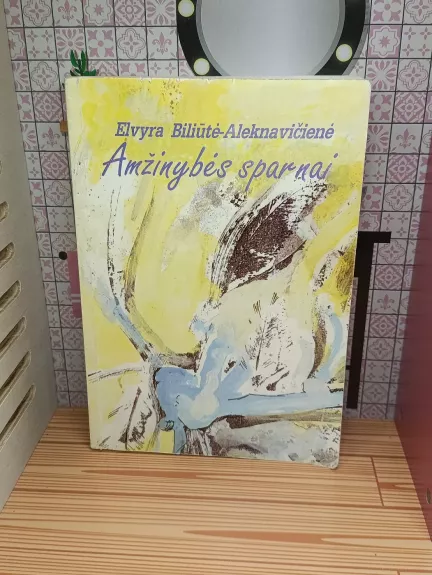 Elvyra Biliūtė-Aleknavičienė
Amžinybės sparnai